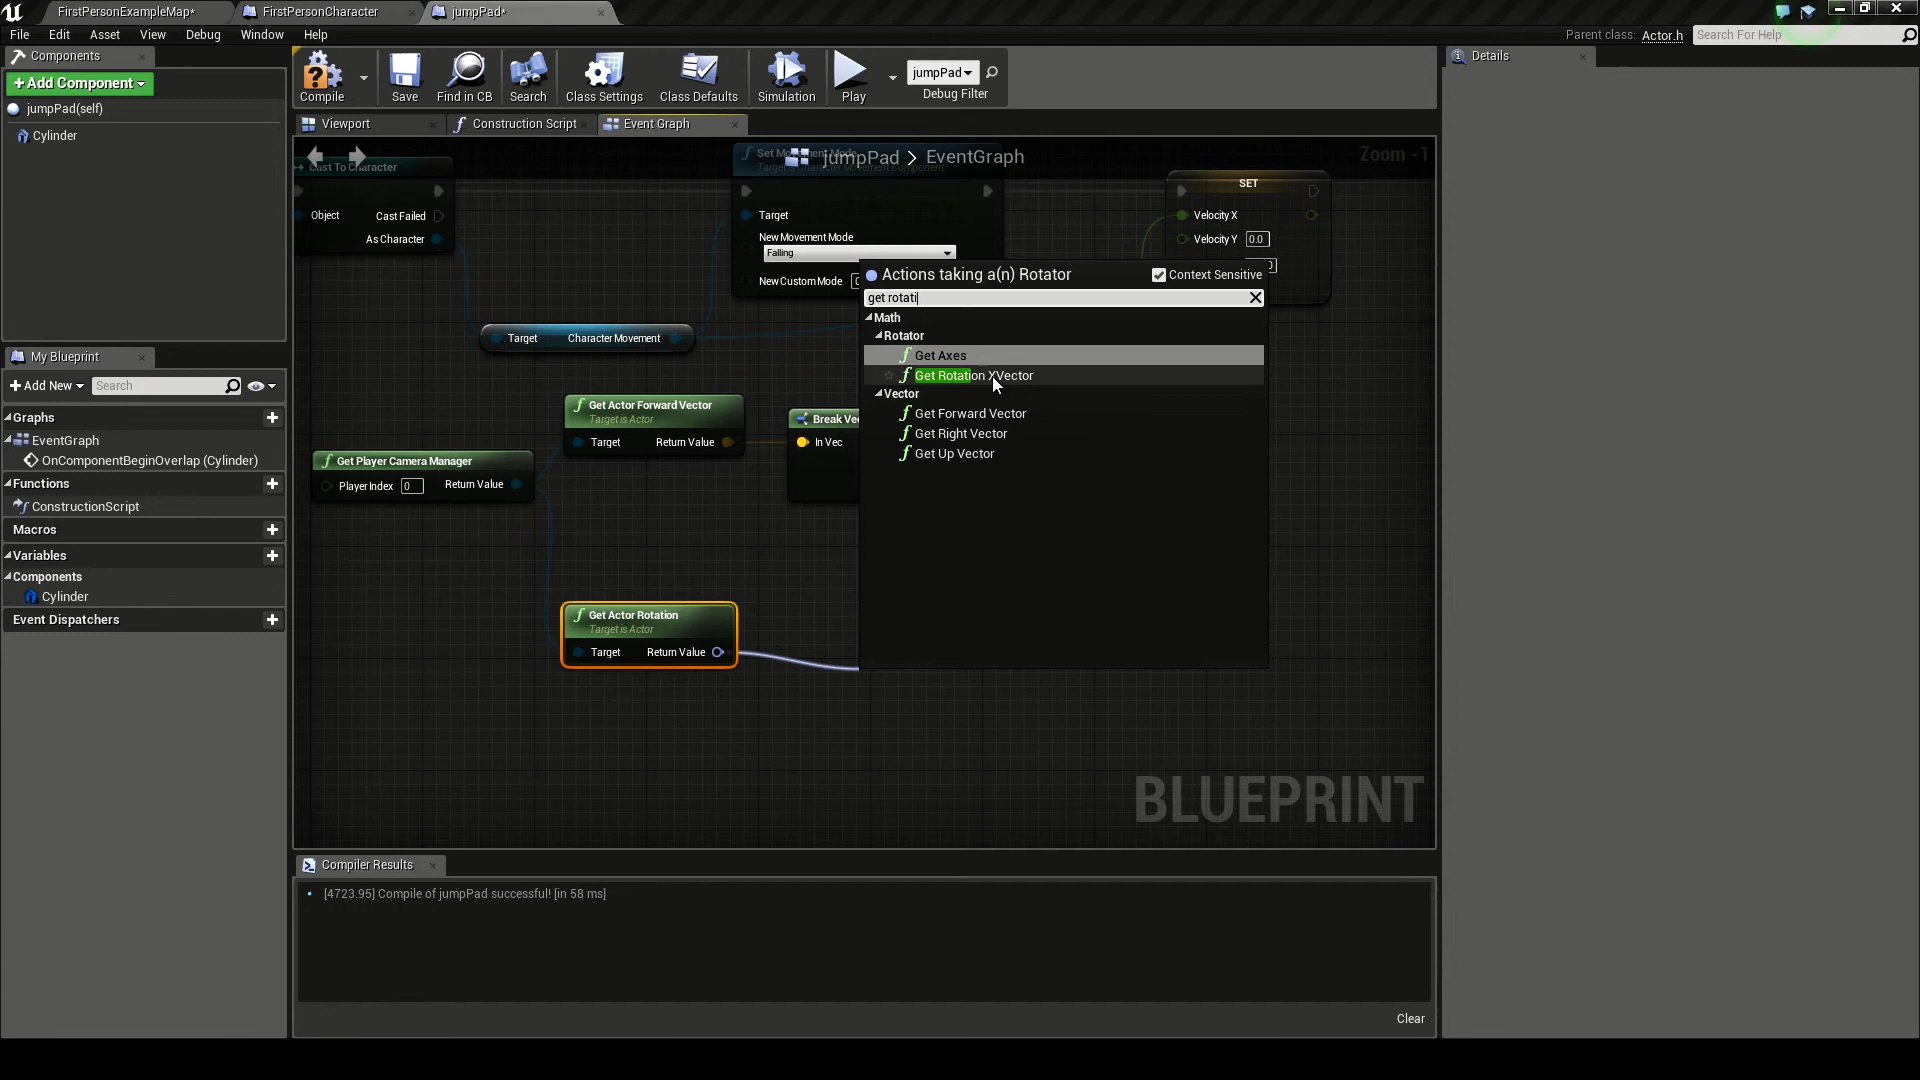 FirstPersonExampleMap*
FirstPersonCharacter
jumpPad*
File Edit Asset View Debug Window Help
Parent class: Actor.h
Search For Help
Components
+Add Component
jumpPad(self)
Cylinder
My Blueprint
+Add New
Search
Graphs
EventGraph
OnComponentBeginOverlap (Cylinder)
Functions
ConstructionScript
Macros
Variables
Components
Cylinder
Event Dispatchers
Compile
Save
Find in CB
Search
Class Settings
Class Defaults
Simulation
Play
jumpPad
Debug Filter
Viewport
Construction Script
Event Graph
jumpPad > EventGraph
Zoom -1
Cast To Character
Object
Cast Failed
As Character
Set Movement Mode
Target is Character Movement Component
Target
New Movement Mode
Falling
New Custom Mode
SET
Velocity X
Velocity Y 0.0
Target Character Movement
Get Actor Forward Vector
Target is Actor
Target Return Value
In Vec
Get Player Camera Manager
Player Index 0 Return Value
Get Actor Rotation
Target is Actor
Target Return Value
Actions taking a(n) Rotator
Context Sensitive
get rotati
Math
Rotator
Get Axes
Get Rotation XVector
Vector
Get Forward Vector
Get Right Vector
Get Up Vector
BLUEPRINT
Compiler Results
[4723.95] Compile of jumpPad successful! [in 58 ms]
Clear
Details